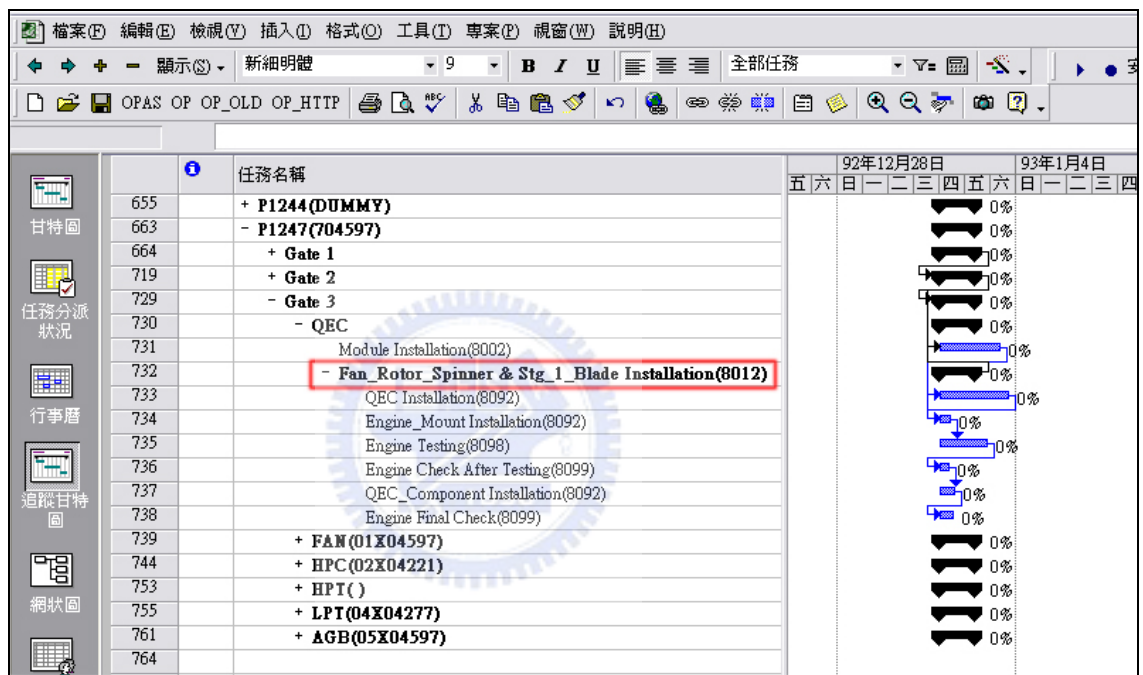 檔案(F) 編輯(E) 檢視(V) 插入(I) 格式(O) 工具(T) 專案(P) 視窗(W) 說明(H)
顯示(S) 新細明體 9 B I U 全部任務
OPAS OP OP_OLD OP_HTTP ABC
任務名稱 92年12月28日 93年1月4日
五 六 日 一 二 三 四 五 六 日 一 二 三 四
甘特圖
任務分派狀況
行事曆
追蹤甘特圖
網狀圖
655 + P1244(DUMMY) 0%
663 - P1247(704597) 0%
664 + Gate 1 0%
719 + Gate 2 0%
729 - Gate 3 0%
730 - QEC 0%
731 Module Installation(8002) 0%
732 - Fan_Rotor_Spinner & Stg_1_Blade Installation(8012) 0%
733 QEC Installation(8092) 0%
734 Engine_Mount Installation(8092) 0%
735 Engine Testing(8098) 0%
736 Engine Check After Testing(8099) 0%
737 QEC_Component Installation(8092) 0%
738 Engine Final Check(8099) 0%
739 + FAN(01X04597) 0%
744 + HPC(02X04221) 0%
753 + HPT( ) 0%
755 + LPT(04X04277) 0%
761 + AGB(05X04597) 0%
764